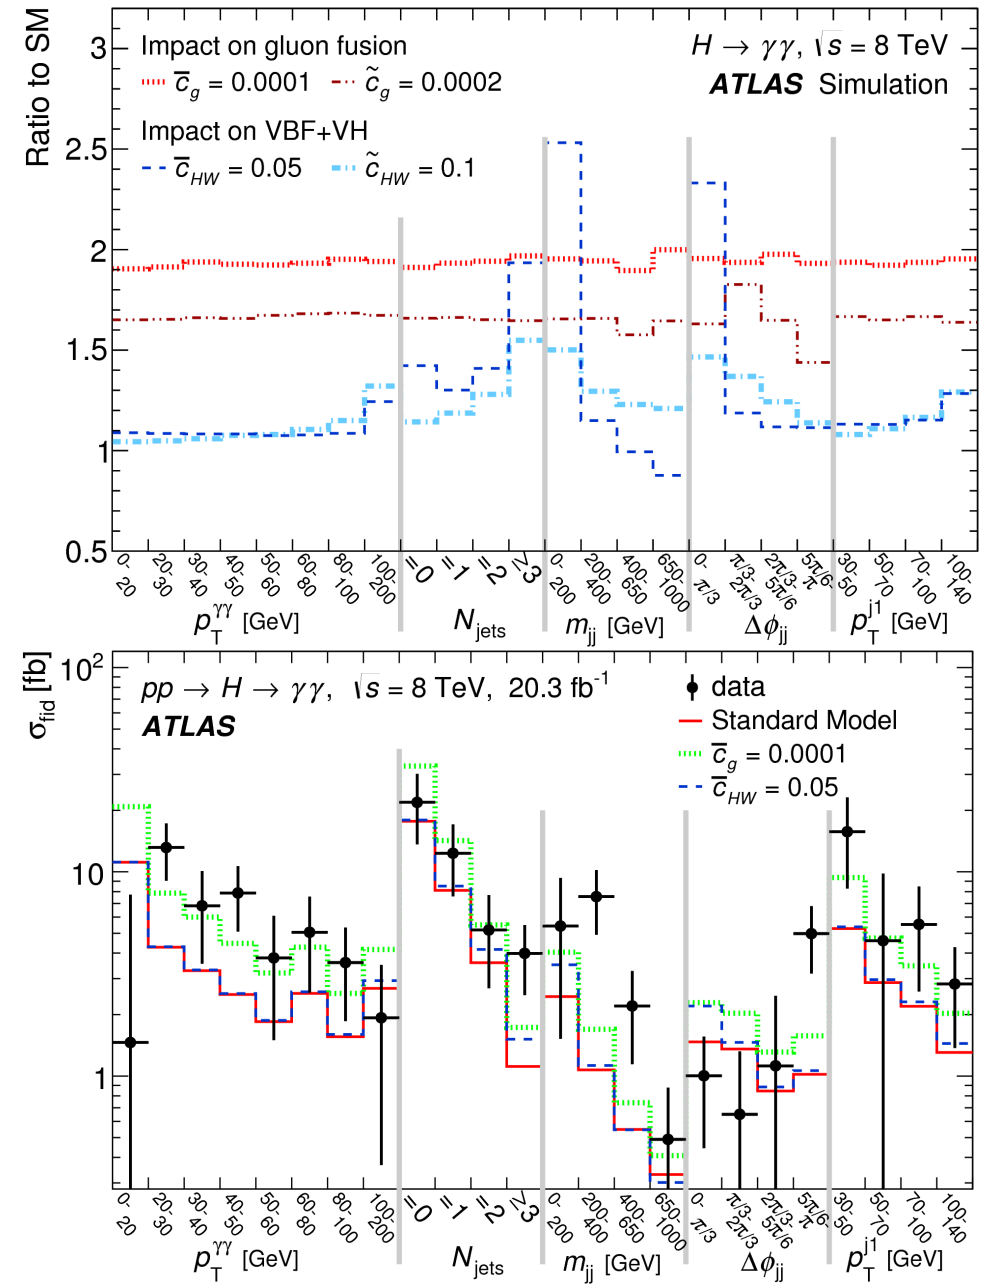 Ratio to SM
3
2.5
2
1.5
1
0.5
Impact on gluon fusion
c̅g = 0.0001 c̃g = 0.0002
Impact on VBF+VH
c̅HW = 0.05 c̃HW = 0.1
H → γγ, √s = 8 TeV
ATLAS Simulation
0-20 20-30 30-40 40-50 50-60 60-80 80-100 100-200 =0 =1 =2 ≥3 0-200 200-400 400-650 650-1000 0-π/3 π/3-2π/3 2π/3-5π/6 5π/6-π 30-50 50-70 70-100 100-140
pTγγ [GeV] Njets mjj [GeV] Δϕjj pTj1 [GeV]
σfid [fb]
10²
10
1
pp → H → γγ, √s = 8 TeV, 20.3 fb-1
ATLAS
data
Standard Model
c̅g = 0.0001
c̅HW = 0.05
0-20 20-30 30-40 40-50 50-60 60-80 80-100 100-200 =0 =1 =2 ≥3 0-200 200-400 400-650 650-1000 0-π/3 π/3-2π/3 2π/3-5π/6 5π/6-π 30-50 50-70 70-100 100-140
pTγγ [GeV] Njets mjj [GeV] Δϕjj pTj1 [GeV]